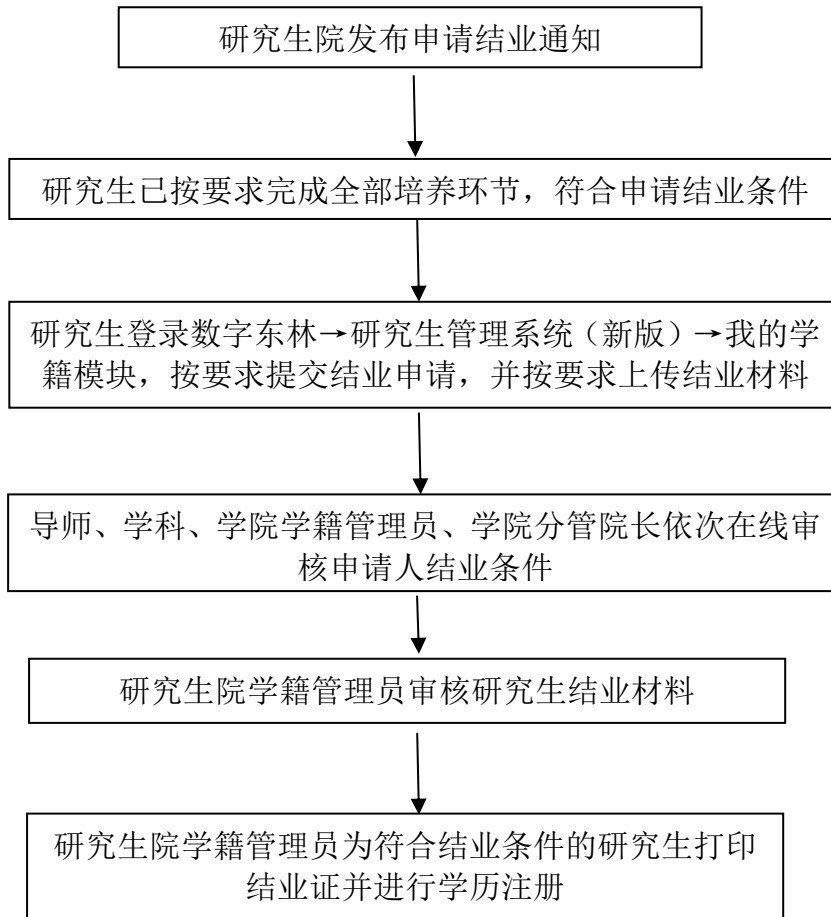 研究生院发布申请结业通知
研究生已按要求完成全部培养环节，符合申请结业条件
研究生登录数字东林→研究生管理系统（新版）→我的学
籍模块，按要求提交结业申请，并按要求上传结业材料
导师、学科、学院学籍管理员、学院分管院长依次在线审
核申请人结业条件
研究生院学籍管理员审核研究生结业材料
研究生院学籍管理员为符合结业条件的研究生打印
结业证并进行学历注册